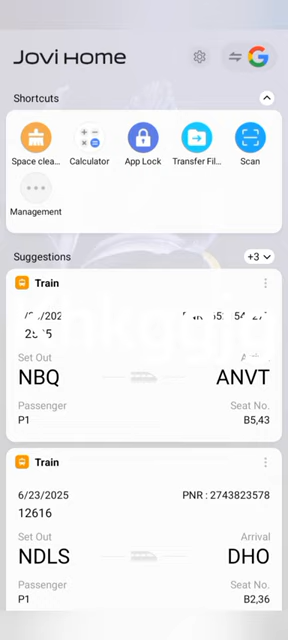 Jovi Home
Shortcuts
Space clea...
Calculator
App Lock
Transfer Fil...
Scan
Management
Suggestions
+3
Train
Set Out
NBQ
ANVT
Passenger
Seat No.
P1
B5,43
Train
6/23/2025
PNR : 2743823578
12616
Set Out
Arrival
NDLS
DHO
Passenger
Seat No.
P1
B2,36